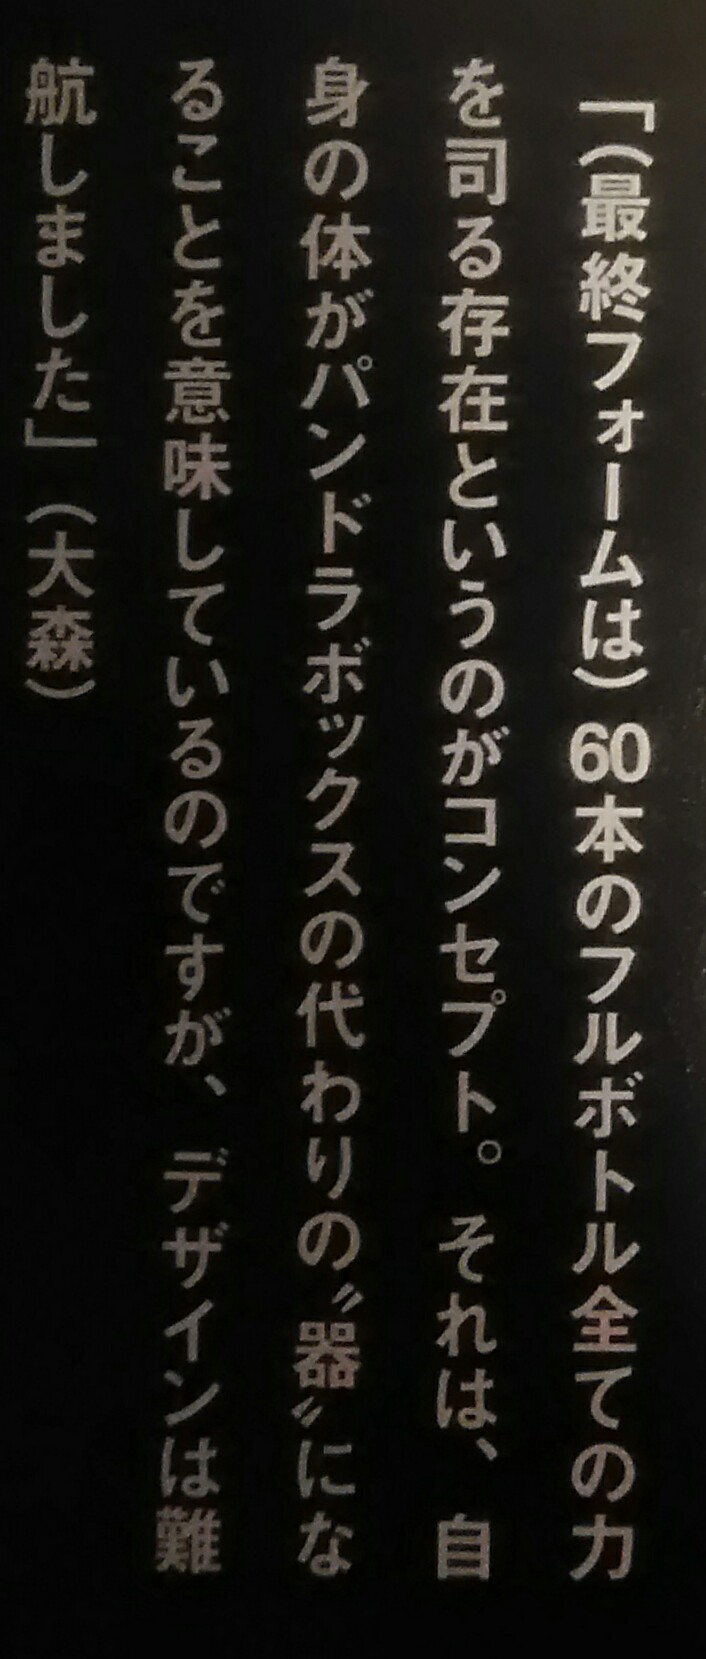 「(最終フォームは)60本のフルボトル全ての力
を司る存在というのがコンセプト。それは、自
身の体がパンドラボックスの代わりの〝器〟にな
ることを意味しているのですが、デザインは難
航しました」(大森)